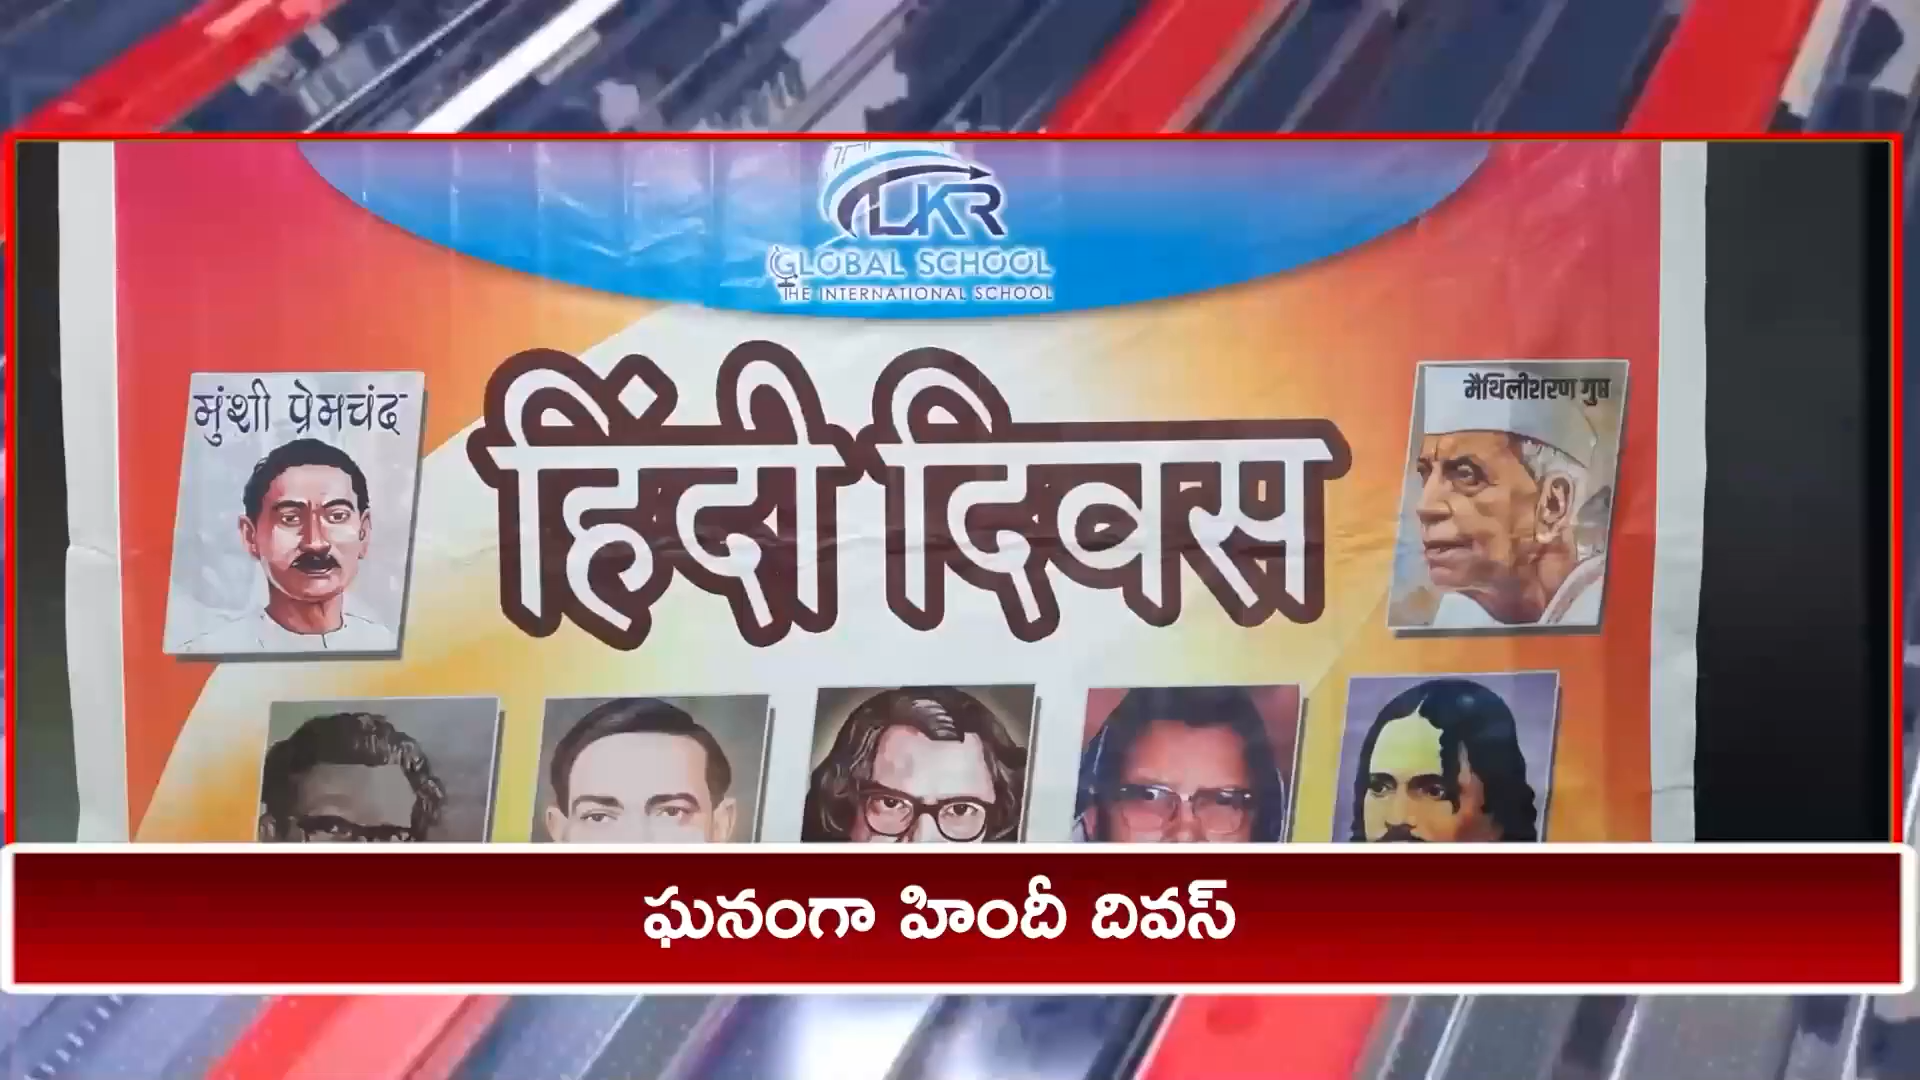 LKR
GLOBAL SCHOOL
THE INTERNATIONAL SCHOOL
मुंशी प्रेमचंद
हिंदी दिवस
मैथिलीशरण गुप्त
ఘనంగా హిందీ దివస్